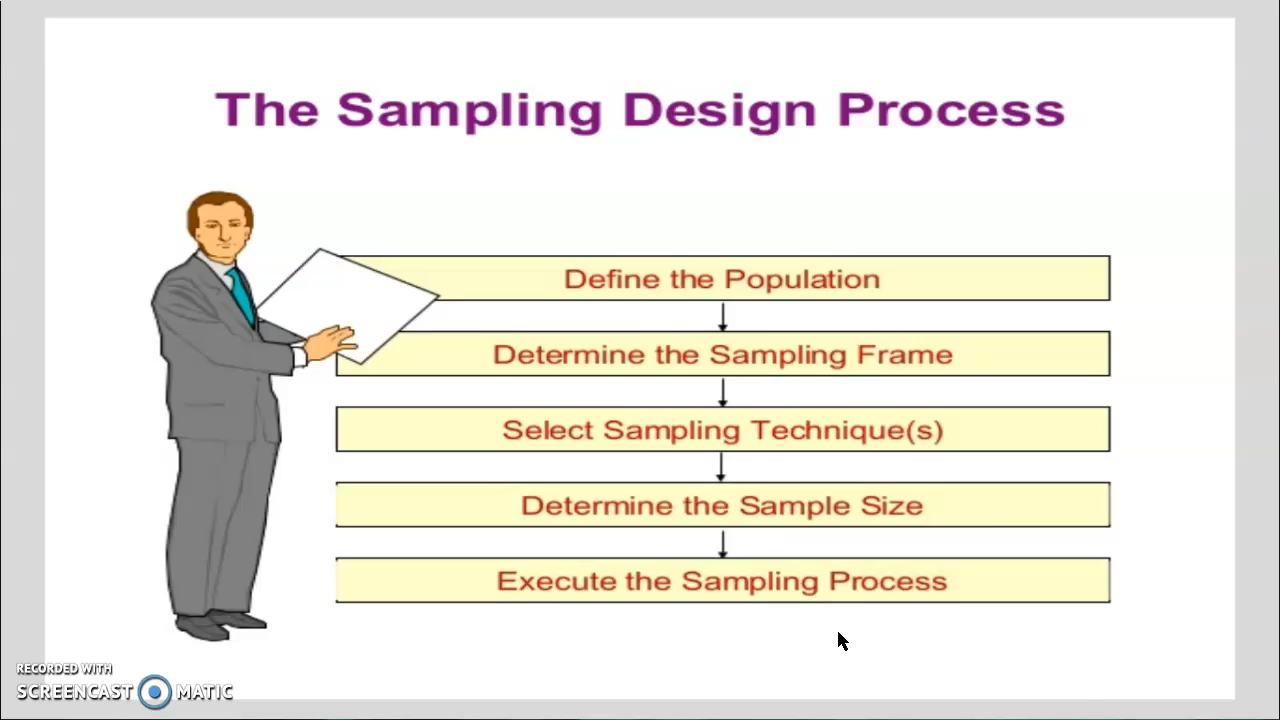 The Sampling Design Process
Define the Population
Determine the Sampling Frame
Select Sampling Technique(s)
Determine the Sample Size
Execute the Sampling Process
RECORDED WITH
SCREENCAST MATIC